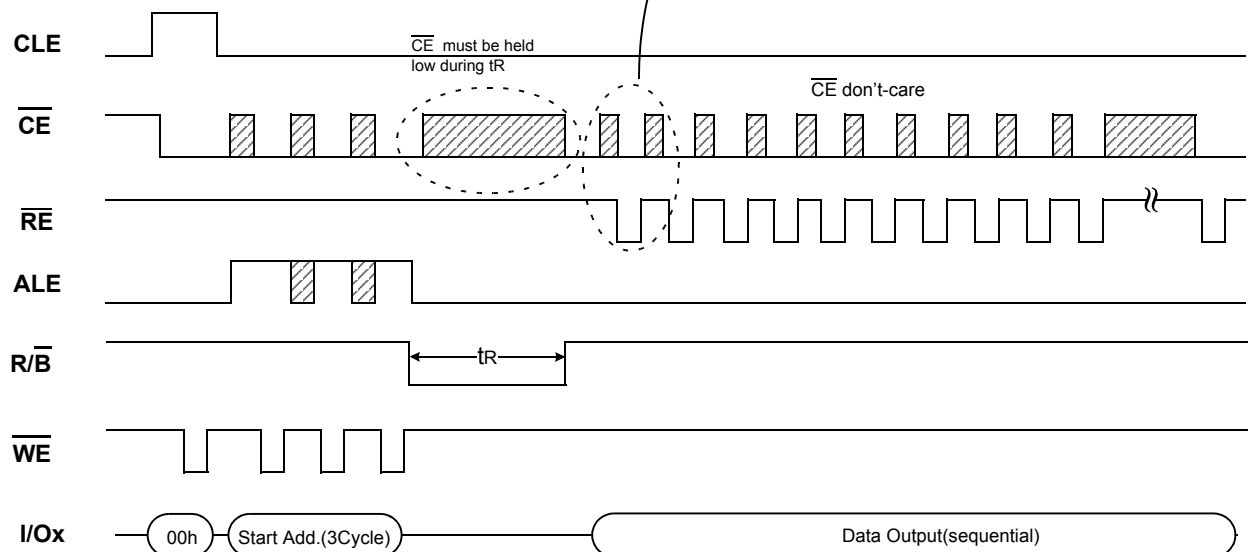 CLE
CE must be held
low during tR
CE don't-care
CE
RE
ALE
R/B
tR
WE
I/Ox
00h
Start Add.(3Cycle)
Data Output(sequential)